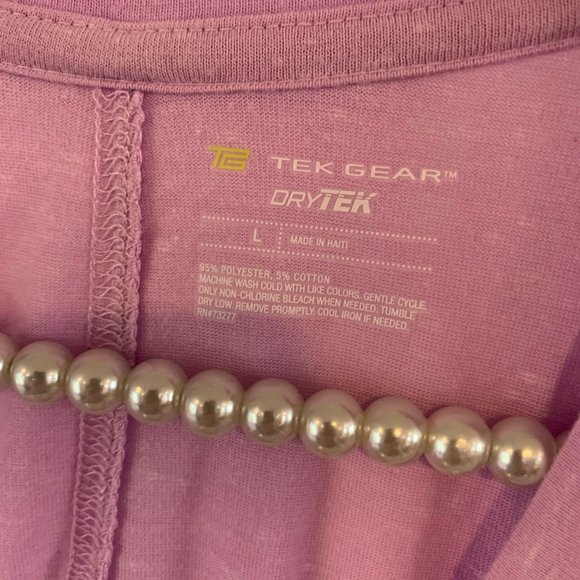 TG TEK GEAR™
DRYTEK
L MADE IN HAITI
95% POLYESTER, 5% COTTON
MACHINE WASH COLD WITH LIKE COLORS. GENTLE CYCLE.
ONLY NON-CHLORINE BLEACH WHEN NEEDED. TUMBLE
DRY LOW. REMOVE PROMPTLY. COOL IRON IF NEEDED.
RN#73277